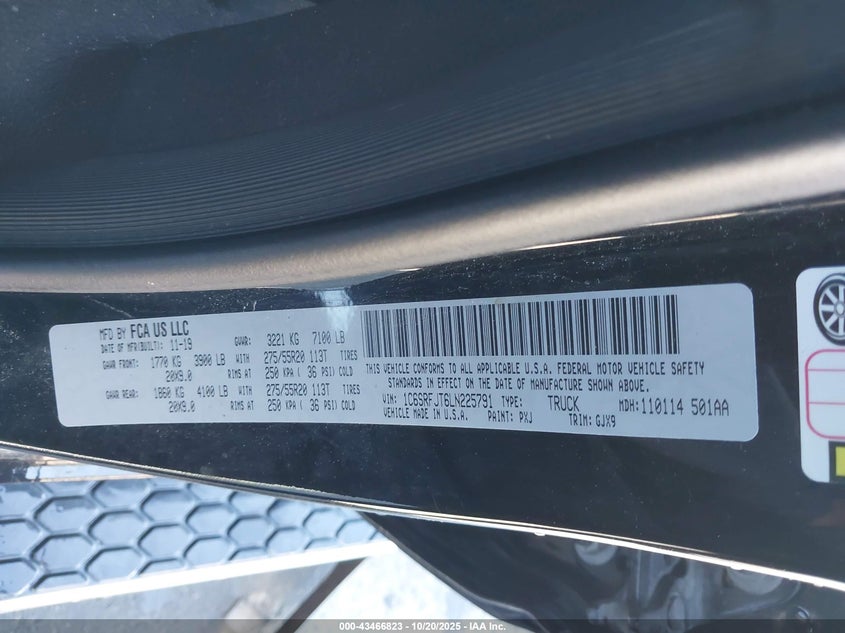 MFD BY FCA US LLC
DATE OF MFR(BUILT): 11-19 GVWR: 3221 KG 7100 LB
GAWR FRONT: 1770 KG 3900 LB WITH 275/55R20 113T TIRES
20X9.0 RIMS AT 250 KPA ( 36 PSI) COLD
GAWR REAR: 1860 KG 4100 LB WITH 275/55R20 113T TIRES
20X9.0 RIMS AT 250 KPA ( 36 PSI) COLD
THIS VEHICLE CONFORMS TO ALL APPLICABLE U.S.A. FEDERAL MOTOR VEHICLE SAFETY
STANDARDS IN EFFECT ON THE DATE OF MANUFACTURE SHOWN ABOVE.
VIN: 1C6SRFJT6LN225791 TYPE: TRUCK MDH:110114 501AA
VEHICLE MADE IN U.S.A. PAINT: PXJ TRIM: GJX9
000-43466823 | 10/20/2025 - IAA Inc.